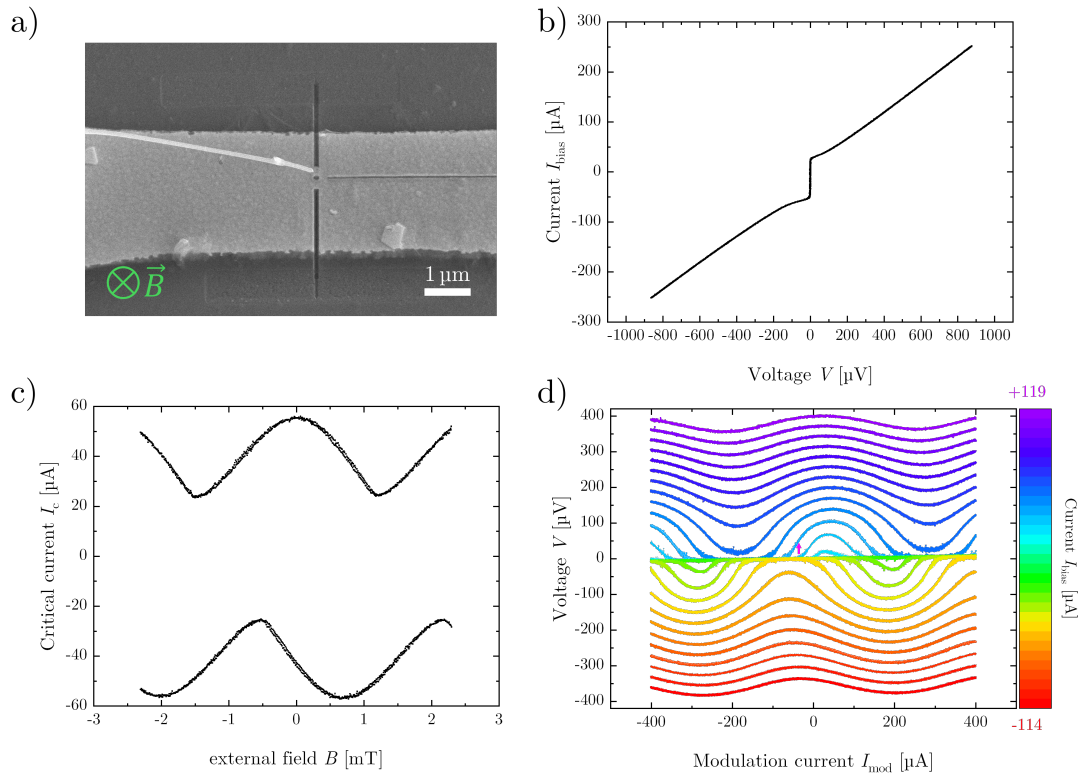 a)
B
1 µm
b)
Current I_bias [µA]
300
200
100
0
-100
-200
-300
-1000 -800 -600 -400 -200 0 200 400 600 800 1000
Voltage V [µV]
c)
Critical current I_c [µA]
60
40
20
0
-20
-40
-60
-3 -2 -1 0 1 2 3
external field B [mT]
d)
Voltage V [µV]
400
300
200
100
0
-100
-200
-300
-400
-400 -200 0 200 400
Modulation current I_mod [µA]
+119
Current I_bias [µA]
-114